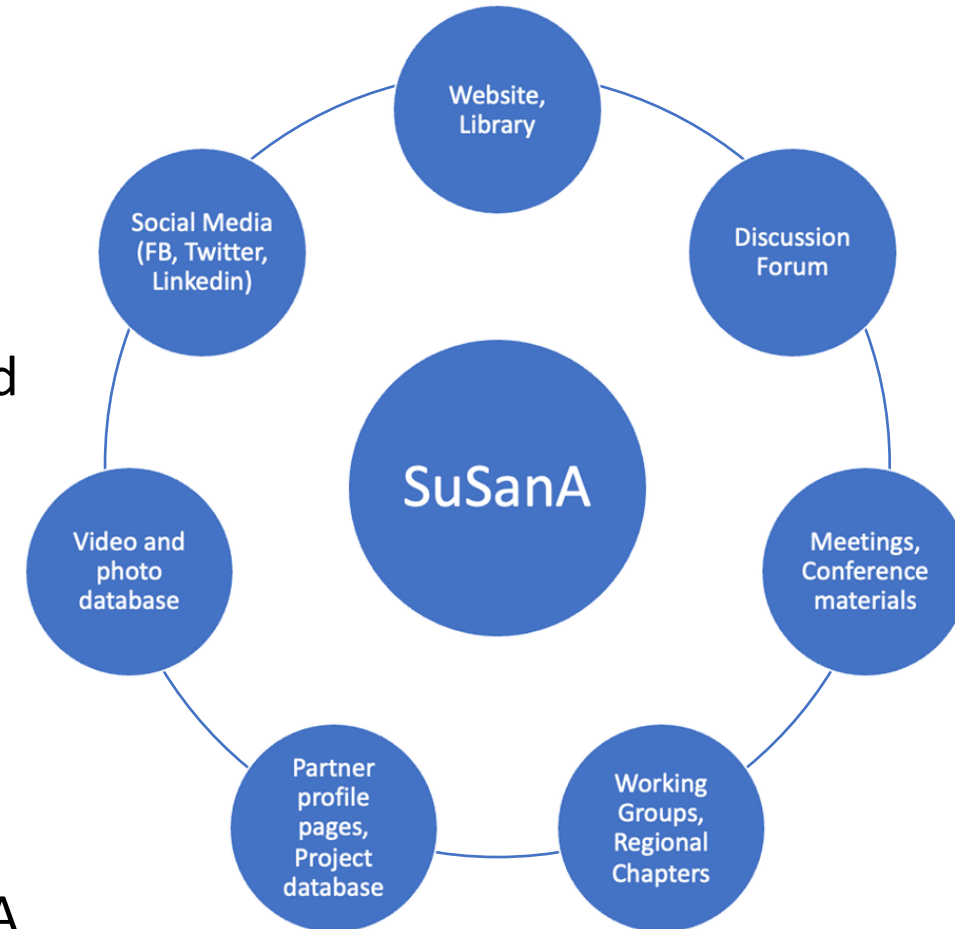 Website,
Library
Social Media
(FB, Twitter,
Linkedin)
Discussion
Forum
d
SuSanA
Video and
photo
database
Meetings,
Conference
materials
Partner
profile
pages,
Project
database
Working
Groups,
Regional
Chapters
A